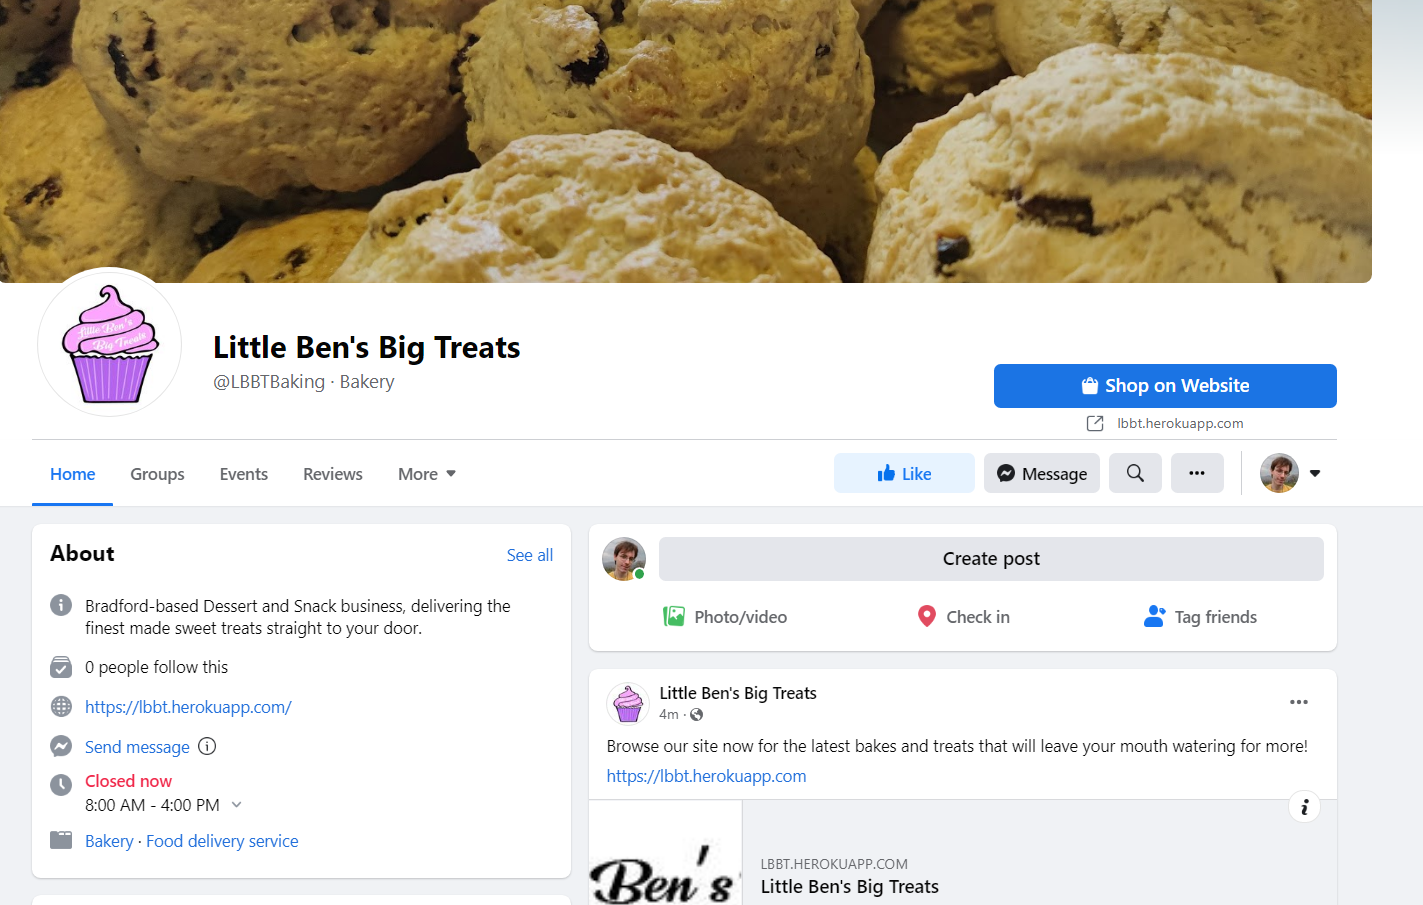 Little Ben's
Big Treats
Little Ben's Big Treats
@LBBTBaking · Bakery
Shop on Website
lbbt.herokuapp.com
Home Groups Events Reviews More
Like Message
About
See all
Bradford-based Dessert and Snack business, delivering the
finest made sweet treats straight to your door.
0 people follow this
https://lbbt.herokuapp.com/
Send message
Closed now
8:00 AM - 4:00 PM
Bakery · Food delivery service
Create post
Photo/video Check in Tag friends
Little Ben's Big Treats
4m ·
Browse our site now for the latest bakes and treats that will leave your mouth watering for more!
https://lbbt.herokuapp.com
Ben's
LBBT.HEROKUAPP.COM
Little Ben's Big Treats